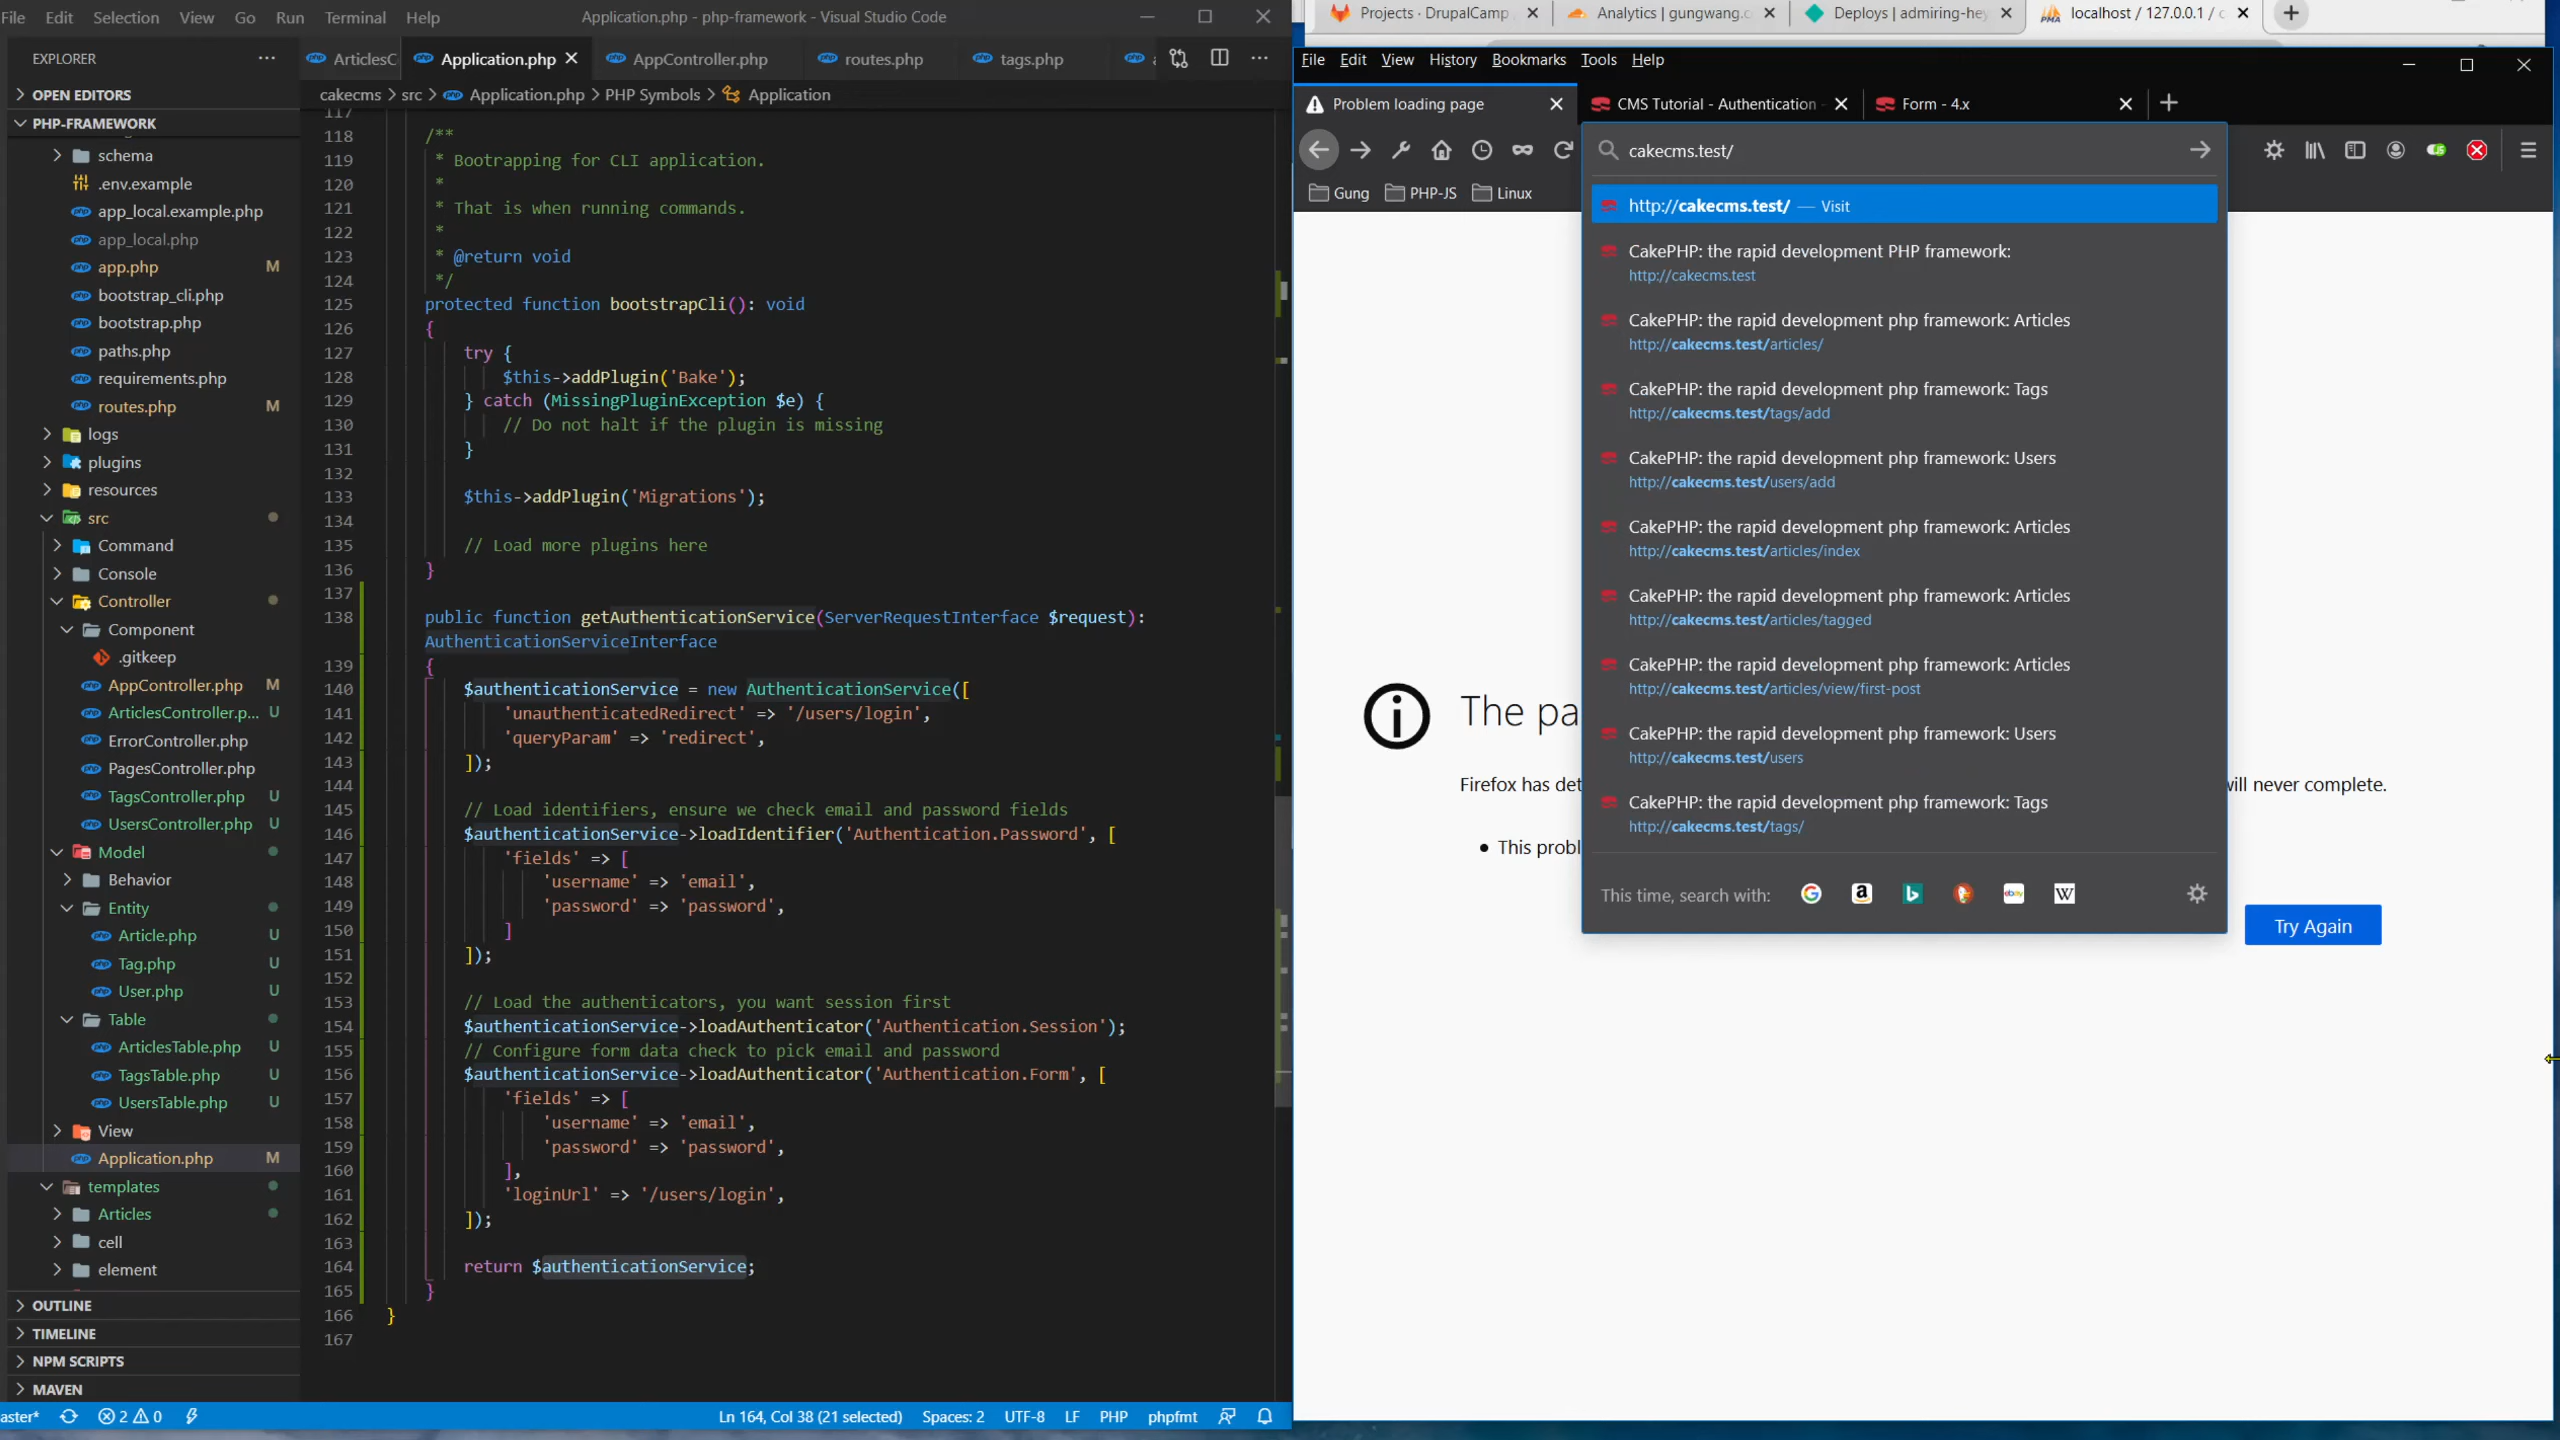 File Edit Selection View Go Run Terminal Help Application.php - php-framework - Visual Studio Code
EXPLORER
OPEN EDITORS
PHP-FRAMEWORK
schema
.env.example
app_local.example.php
app_local.php
app.php M
bootstrap_cli.php
bootstrap.php
paths.php
requirements.php
routes.php M
logs
plugins
resources
src
Command
Console
Controller
Component
.gitkeep
AppController.php M
ArticlesController.p... U
ErrorController.php
PagesController.php
TagsController.php U
UsersController.php U
Model
Behavior
Entity
Article.php U
Tag.php U
User.php U
Table
ArticlesTable.php U
TagsTable.php U
UsersTable.php U
View
Application.php M
templates
Articles
cell
element
OUTLINE
TIMELINE
NPM SCRIPTS
MAVEN
ArticlesC Application.php AppController.php routes.php tags.php
cakecms > src > Application.php > PHP Symbols > Application
117
118 /**
119 * Bootrapping for CLI application.
120 *
121 * That is when running commands.
122 *
123 * @return void
124 */
125 protected function bootstrapCli(): void
126 {
127 try {
128 $this->addPlugin('Bake');
129 } catch (MissingPluginException $e) {
130 // Do not halt if the plugin is missing
131 }
132
133 $this->addPlugin('Migrations');
134
135 // Load more plugins here
136 }
137
138 public function getAuthenticationService(ServerRequestInterface $request):
AuthenticationServiceInterface
139 {
140 $authenticationService = new AuthenticationService([
141 'unauthenticatedRedirect' => '/users/login',
142 'queryParam' => 'redirect',
143 ]);
144
145 // Load identifiers, ensure we check email and password fields
146 $authenticationService->loadIdentifier('Authentication.Password', [
147 'fields' => [
148 'username' => 'email',
149 'password' => 'password',
150 ]
151 ]);
152
153 // Load the authenticators, you want session first
154 $authenticationService->loadAuthenticator('Authentication.Session');
155 // Configure form data check to pick email and password
156 $authenticationService->loadAuthenticator('Authentication.Form', [
157 'fields' => [
158 'username' => 'email',
159 'password' => 'password',
160 ],
161 'loginUrl' => '/users/login',
162 ]);
163
164 return $authenticationService;
165 }
166 }
167
aster* 2 0 Ln 164, Col 38 (21 selected) Spaces: 2 UTF-8 LF PHP phpfmt
Projects · DrupalCamp Analytics | gungwang.c Deploys | admiring-hey localhost / 127.0.0.1 / c
File Edit View History Bookmarks Tools Help
Problem loading page CMS Tutorial - Authentication - Form - 4.x
cakecms.test/
Gung PHP-JS Linux
http://cakecms.test/ — Visit
CakePHP: the rapid development PHP framework:
http://cakecms.test
CakePHP: the rapid development php framework: Articles
http://cakecms.test/articles/
CakePHP: the rapid development php framework: Tags
http://cakecms.test/tags/add
CakePHP: the rapid development php framework: Users
http://cakecms.test/users/add
CakePHP: the rapid development php framework: Articles
http://cakecms.test/articles/index
CakePHP: the rapid development php framework: Articles
http://cakecms.test/articles/tagged
CakePHP: the rapid development php framework: Articles
http://cakecms.test/articles/view/first-post
CakePHP: the rapid development php framework: Users
http://cakecms.test/users
CakePHP: the rapid development php framework: Tags
http://cakecms.test/tags/
This time, search with:
The pa
Firefox has det will never complete.
• This probl
Try Again